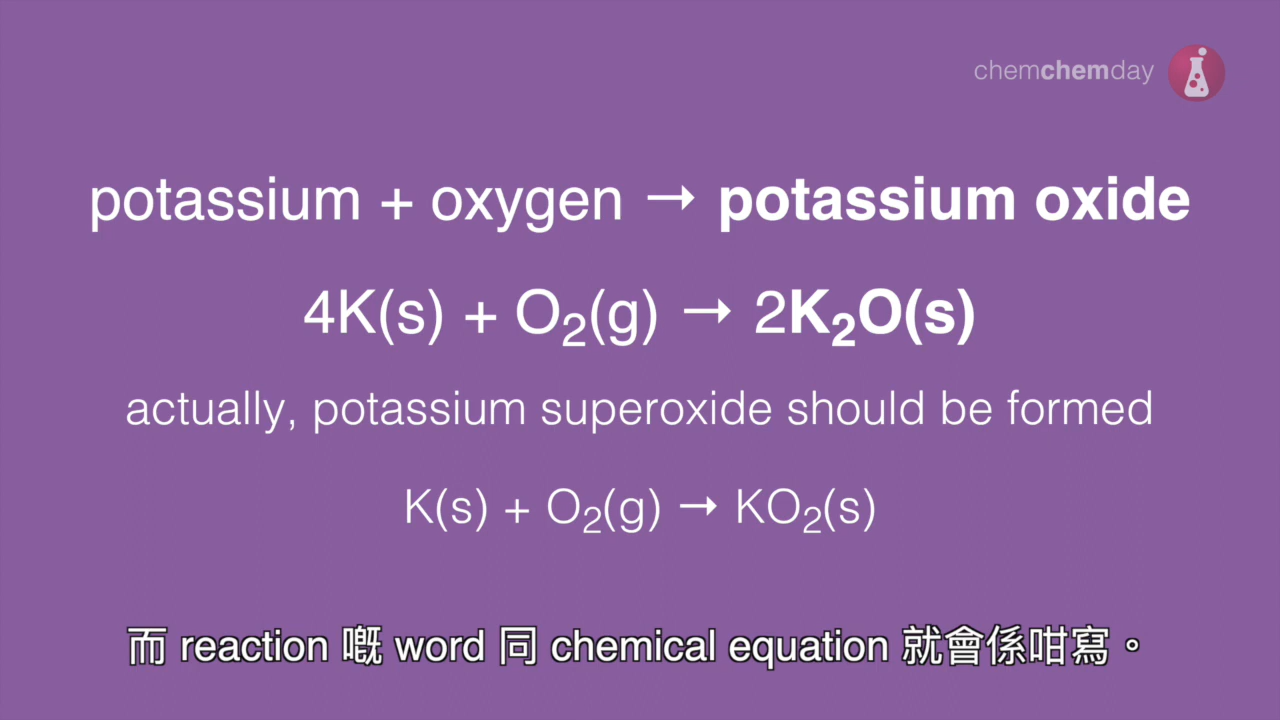 chemchemday
potassium + oxygen → potassium oxide
4K(s) + O₂(g) → 2K₂O(s)
actually, potassium superoxide should be formed
K(s) + O₂(g) → KO₂(s)
而 reaction 嘅 word 同 chemical equation 就會係咁寫。